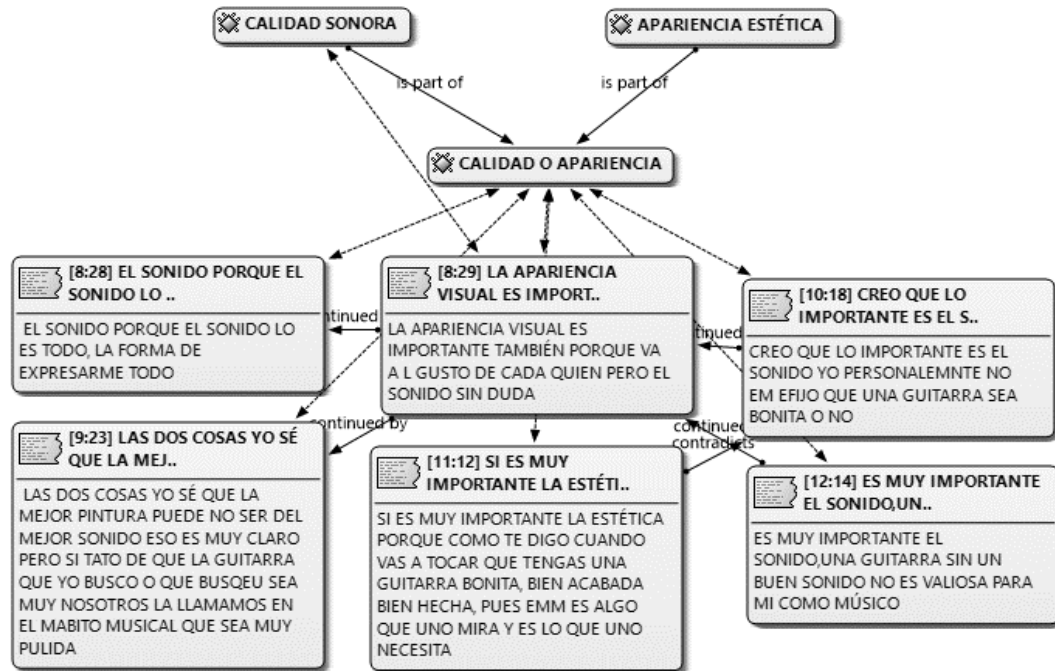 CALIDAD SONORA
APARIENCIA ESTÉTICA
is part of
is part of
CALIDAD O APARIENCIA
[8:28] EL SONIDO PORQUE EL
SONIDO LO ..
EL SONIDO PORQUE EL SONIDO LO
ES TODO, LA FORMA DE
EXPRESARME TODO
[8:29] LA APARIENCIA
VISUAL ES IMPORT..
LA APARIENCIA VISUAL ES
IMPORTANTE TAMBIÉN PORQUE VA
A L GUSTO DE CADA QUIEN PERO EL
SONIDO SIN DUDA
[10:18] CREO QUE LO
IMPORTANTE ES EL S..
CREO QUE LO IMPORTANTE ES EL
SONIDO YO PERSONALEMNTE NO
EM EFIJO QUE UNA GUITARRA SEA
BONITA O NO
continued by
contradicts
[9:23] LAS DOS COSAS YO SÉ
QUE LA MEJ..
LAS DOS COSAS YO SÉ QUE LA
MEJOR PINTURA PUEDE NO SER DEL
MEJOR SONIDO ESO ES MUY CLARO
PERO SI TATO DE QUE LA GUITARRA
QUE YO BUSCO O QUE BUSQEU SEA
MUY NOSOTROS LA LLAMAMOS EN
EL MABITO MUSICAL QUE SEA MUY
PULIDA
[11:12] SI ES MUY
IMPORTANTE LA ESTÉTI..
SI ES MUY IMPORTANTE LA ESTÉTICA
PORQUE COMO TE DIGO CUANDO
VAS A TOCAR QUE TENGAS UNA
GUITARRA BONITA, BIEN ACABADA
BIEN HECHA, PUES EMM ES ALGO
QUE UNO MIRA Y ES LO QUE UNO
NECESITA
[12:14] ES MUY IMPORTANTE
EL SONIDO,UN..
ES MUY IMPORTANTE EL
SONIDO,UNA GUITARRA SIN UN
BUEN SONIDO NO ES VALIOSA PARA
MI COMO MÚSICO